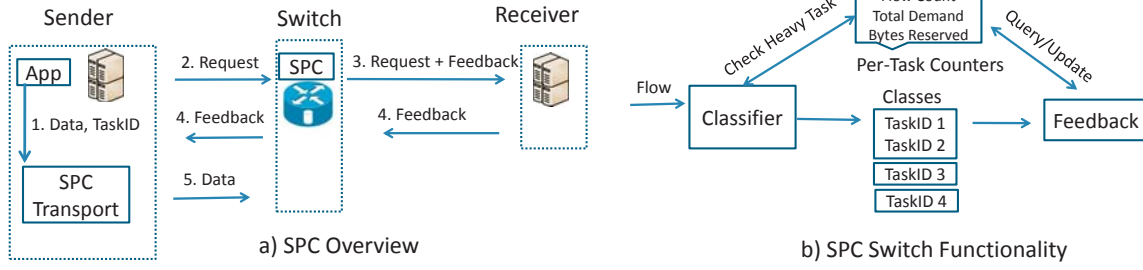 Sender
Switch
Receiver
App
2. Request
SPC
3. Request + Feedback
1. Data, TaskID
4. Feedback
4. Feedback
SPC
Transport
5. Data
a) SPC Overview
Total Demand
Bytes Reserved
Per-Task Counters
Check Heavy Task
Query/Update
Flow
Classifier
Classes
TaskID 1
TaskID 2
TaskID 3
TaskID 4
Feedback
b) SPC Switch Functionality